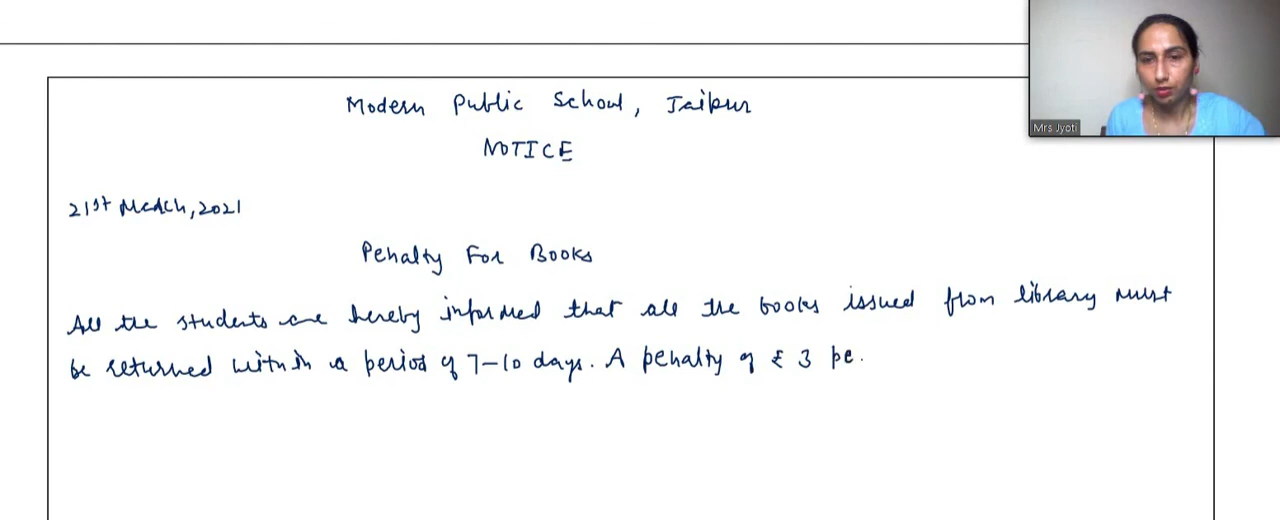 Modern Public School, Jaipur
Mrs Jyoti
NOTICE
21st March, 2021
Penalty For Books
All the students are hereby informed that all the books issued from library must
be returned within a period of 7-10 days. A penalty of ₹ 3 pe.